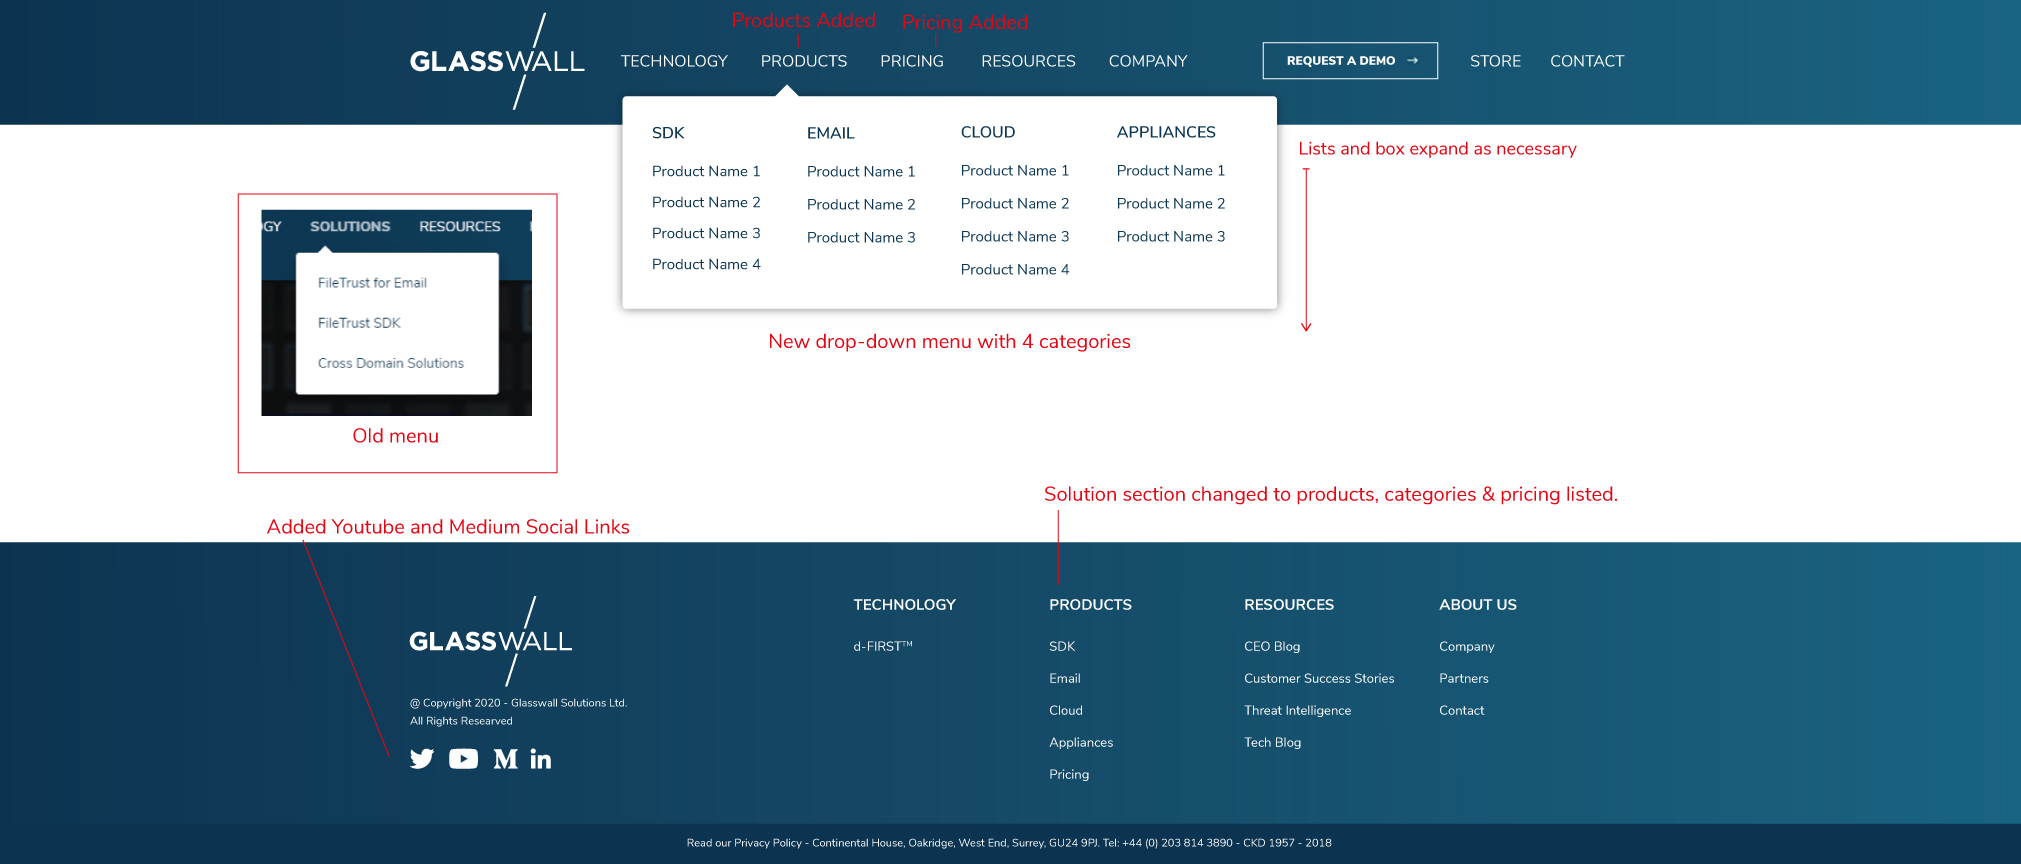 Products Added
Pricing Added
GLASSWALL
TECHNOLOGY PRODUCTS PRICING RESOURCES COMPANY
REQUEST A DEMO →
STORE CONTACT
SDK
Product Name 1
Product Name 2
Product Name 3
Product Name 4
EMAIL
Product Name 1
Product Name 2
Product Name 3
CLOUD
Product Name 1
Product Name 2
Product Name 3
Product Name 4
APPLIANCES
Product Name 1
Product Name 2
Product Name 3
Lists and box expand as necessary
New drop-down menu with 4 categories
OGY SOLUTIONS RESOURCES
FileTrust for Email
FileTrust SDK
Cross Domain Solutions
Old menu
Solution section changed to products, categories & pricing listed.
Added Youtube and Medium Social Links
GLASSWALL
@ Copyright 2020 - Glasswall Solutions Ltd.
All Rights Researved
TECHNOLOGY
d-FIRST™
PRODUCTS
SDK
Email
Cloud
Appliances
Pricing
RESOURCES
CEO Blog
Customer Success Stories
Threat Intelligence
Tech Blog
ABOUT US
Company
Partners
Contact
Read our Privacy Policy - Continental House, Oakridge, West End, Surrey, GU24 9PJ. Tel: +44 (0) 203 814 3890 - CKD 1957 - 2018